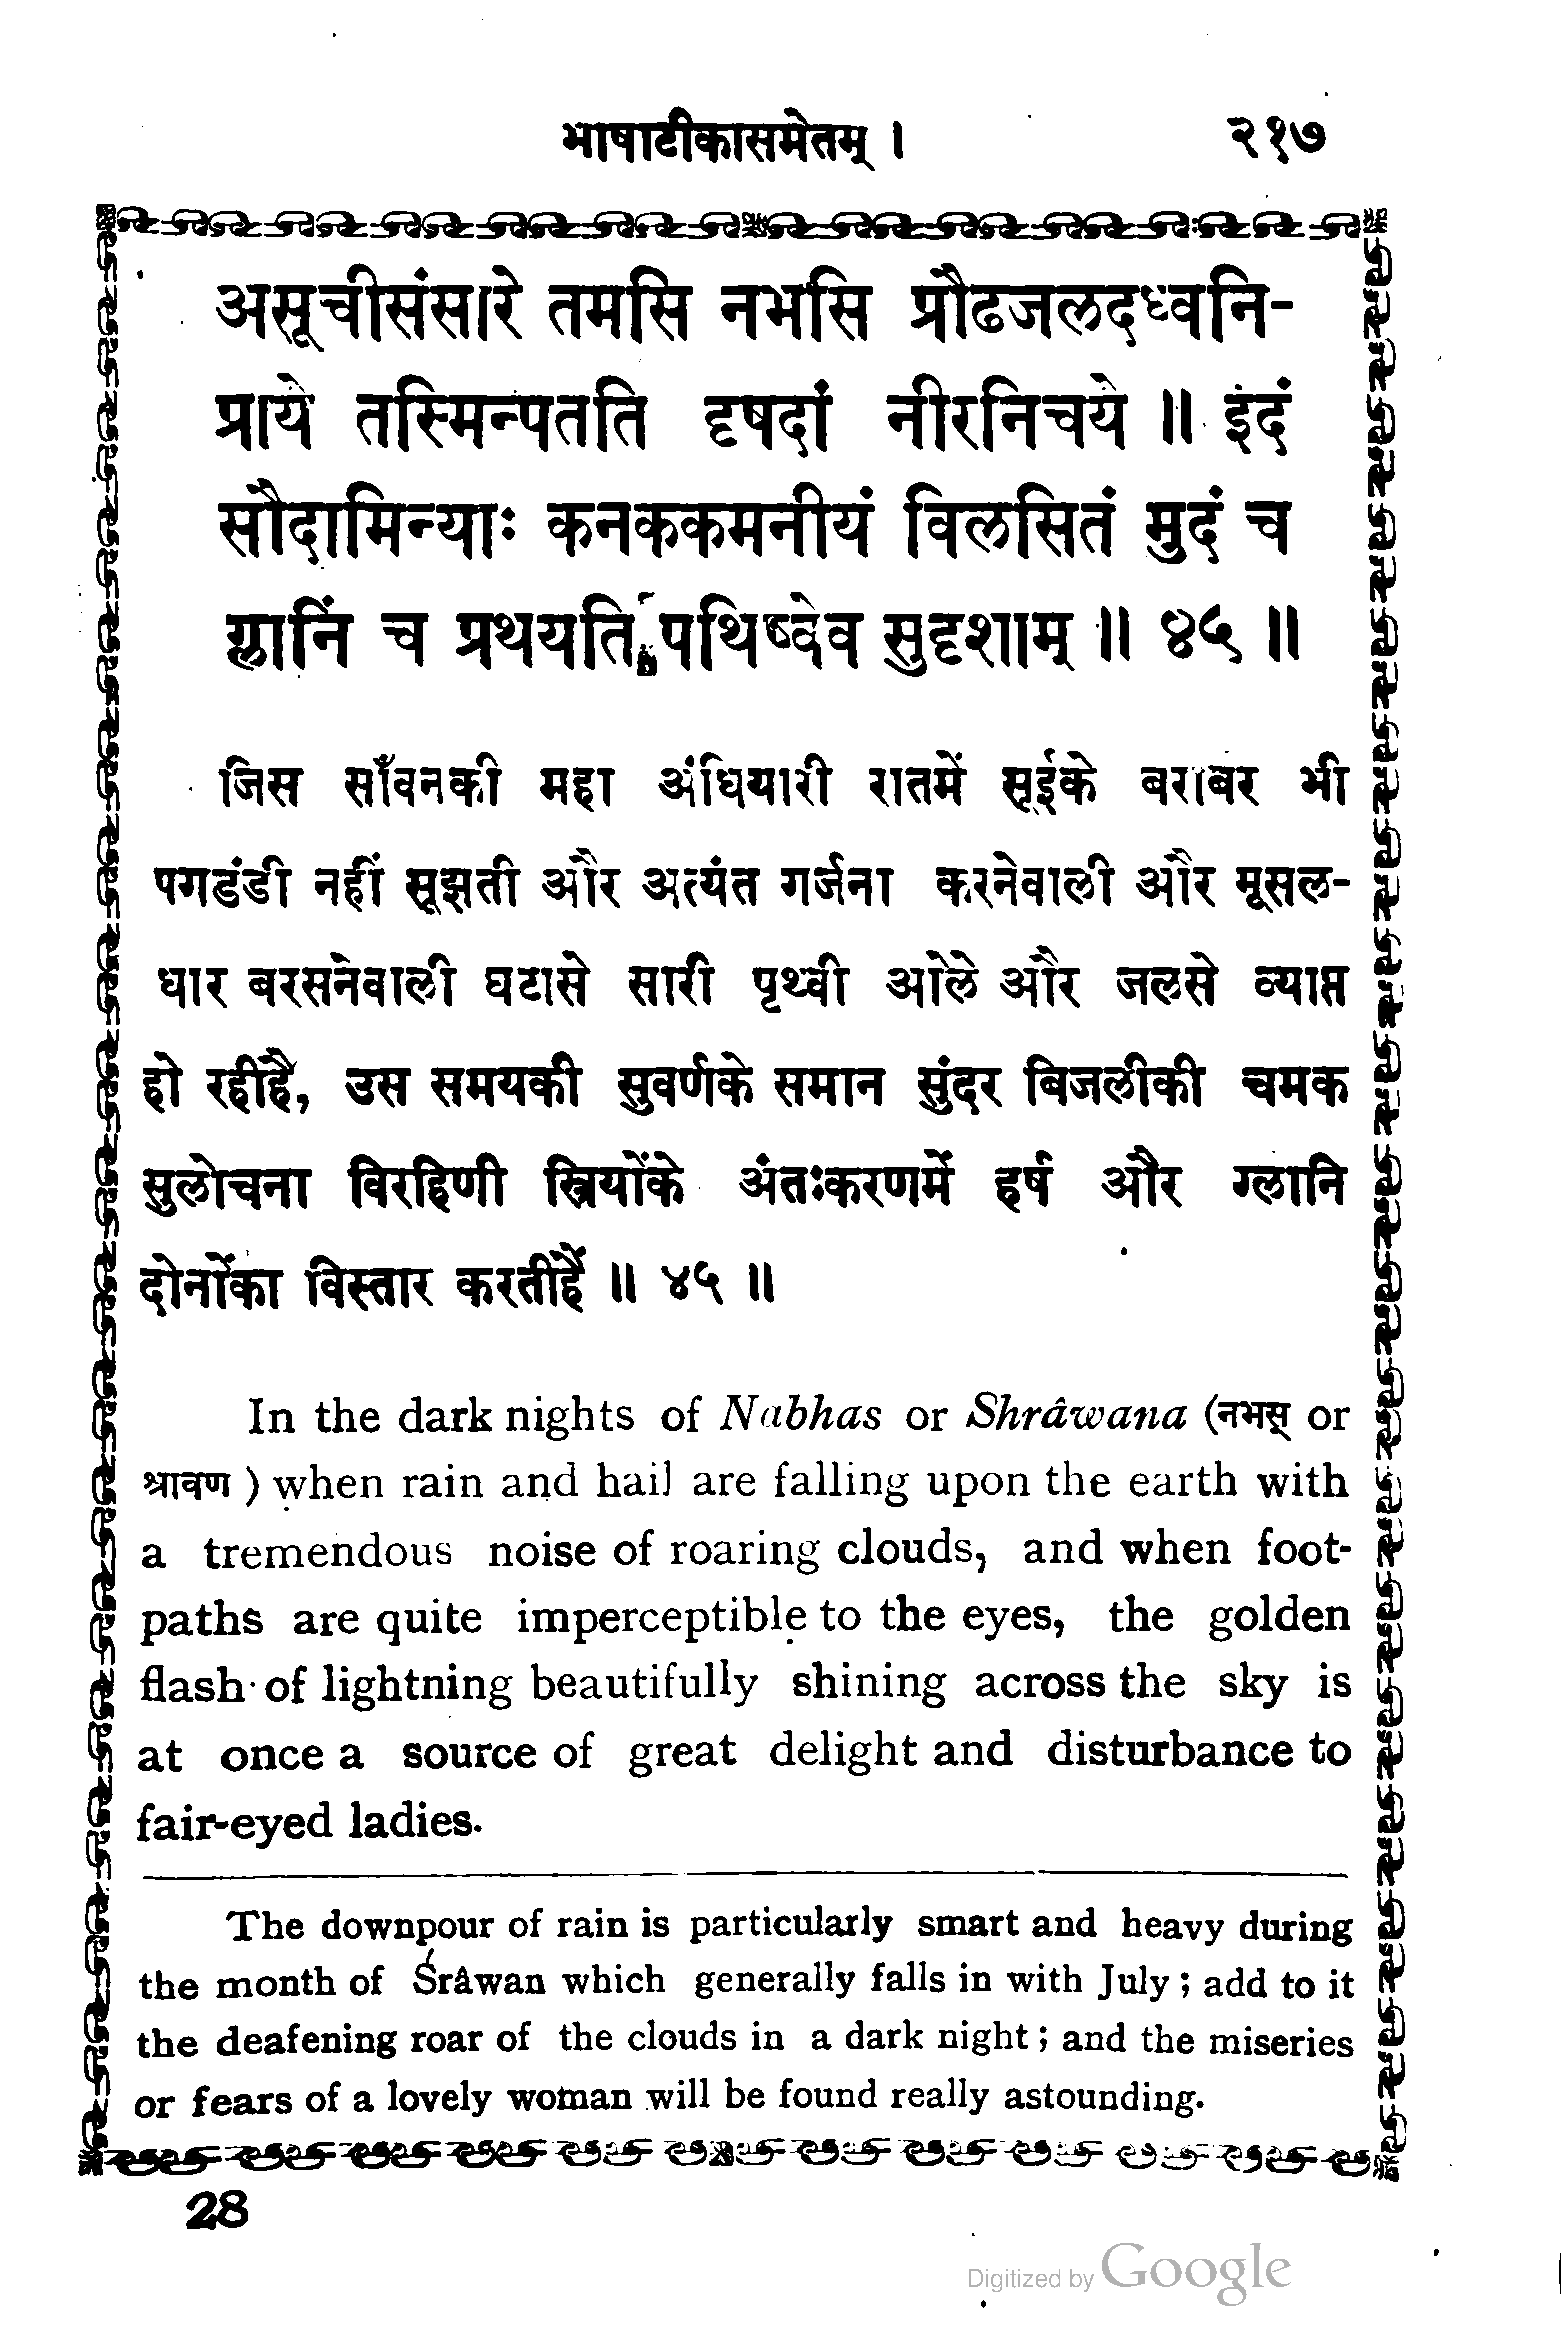 भाषाटीकासमेतम् । २१७
असूचीसंसारे तमसि नभसि प्रौढजलदध्वनि-
प्राये तस्मिन्पतति दृषदां नीरनिचये ॥ इदं
सौदामिन्याः कनककमनीयं विलसितं मुदं च
ग्लानिं च प्रथयति पथिष्वेव सुदृशाम् ॥ ४५ ॥
जिस साँवनकी महा अंधियारी रातमें सूईके बराबर भी
पगडंडी नहीं सूझती और अत्यंत गर्जना करनेवाली और मूसल-
धार बरसनेवाली घटासे सारी पृथ्वी ओले और जलसे व्याप्त
हो रहीहै, उस समयकी सुवर्णके समान सुंदर बिजलीकी चमक
सुलोचना विरहिणी स्त्रियोंके अंतःकरणमें हर्ष और ग्लानि
दोनोंका विस्तार करतीहैं ॥ ४५ ॥
In the dark nights of Nabhas or Shrâwana (नभस् or
श्रावण ) when rain and hail are falling upon the earth with
a tremendous noise of roaring clouds, and when foot-
paths are quite imperceptible to the eyes, the golden
flash of lightning beautifully shining across the sky is
at once a source of great delight and disturbance to
fair-eyed ladies.
The downpour of rain is particularly smart and heavy during
the month of Śrâwan which generally falls in with July ; add to it
the deafening roar of the clouds in a dark night ; and the miseries
or fears of a lovely woman will be found really astounding.
28
Digitized by Google